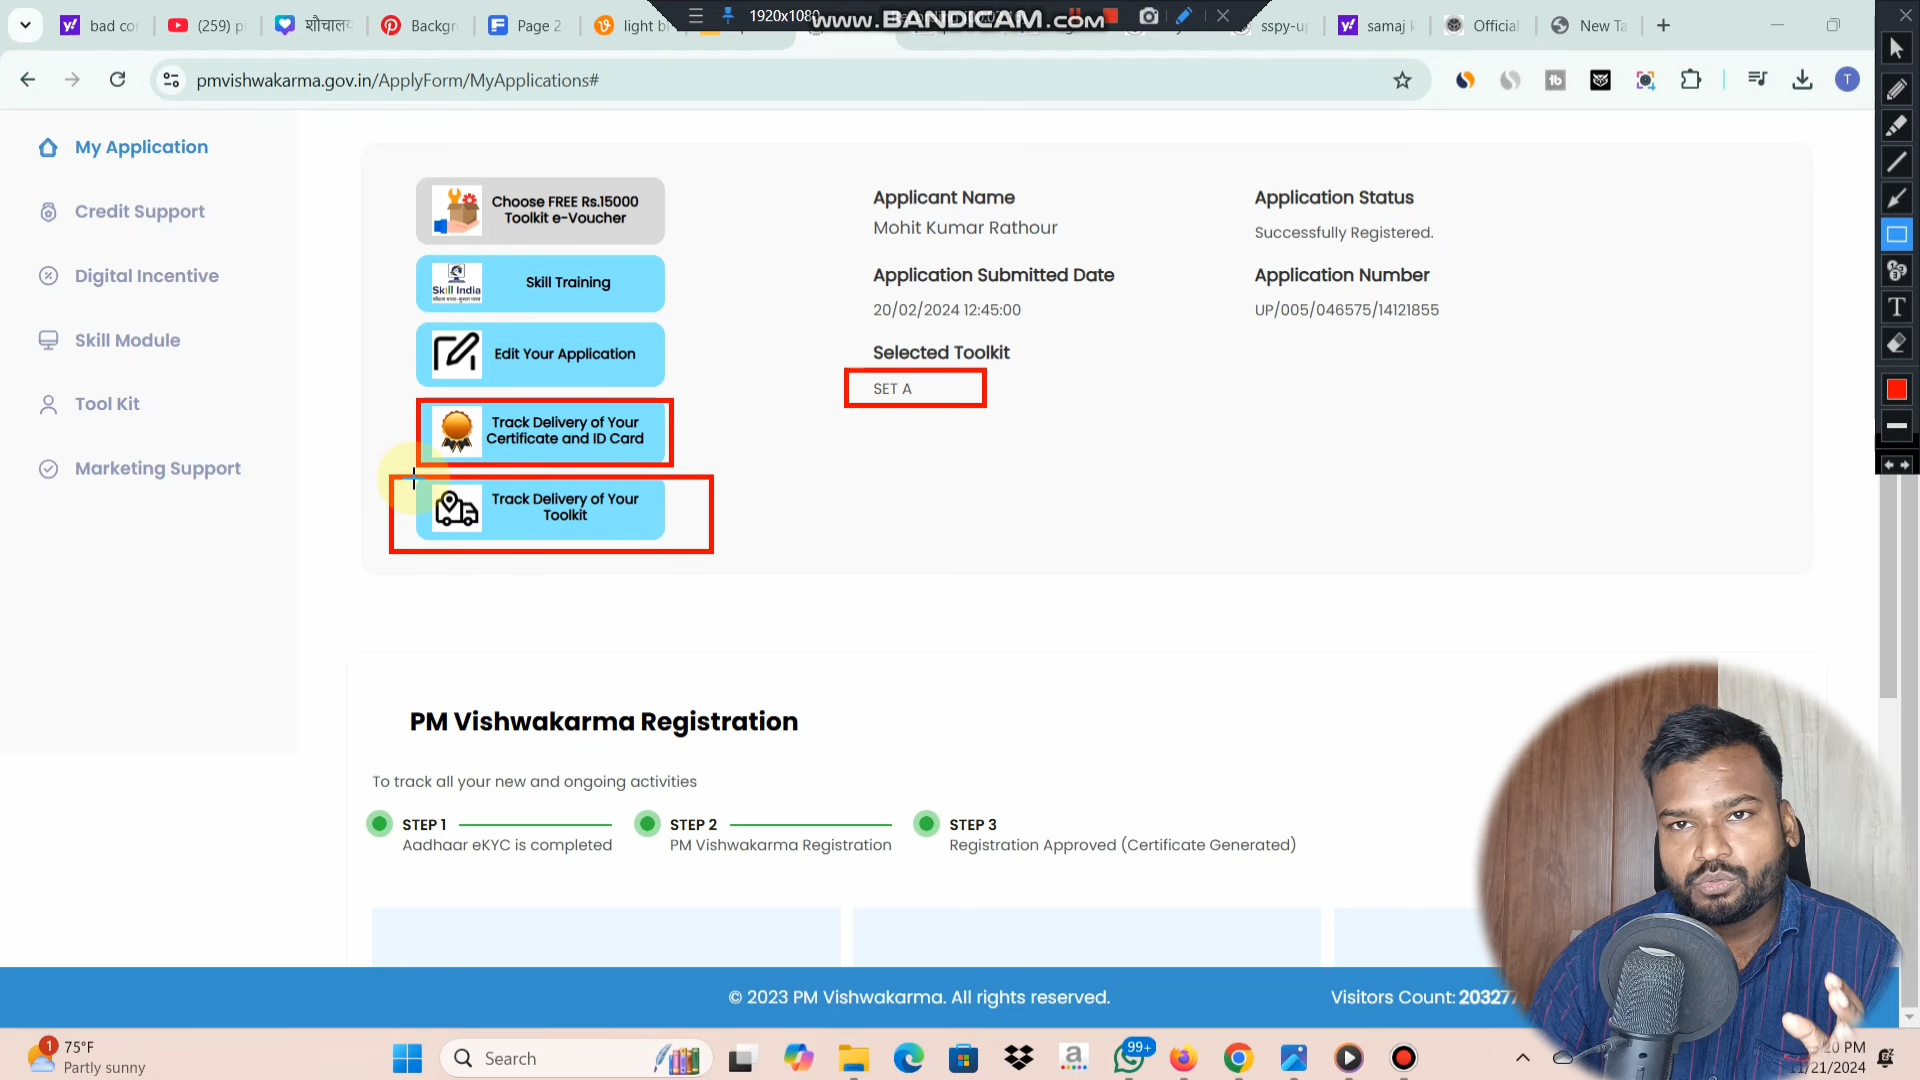 bad co
(259) p
शौचालय
Backgr
Page 2
light b
1920x1080
www.BANDICAM.com
sspy-up
samaj k
Official
New Ta
pmvishwakarma.gov.in/ApplyForm/MyApplications#
T
My Application
Credit Support
Digital Incentive
Skill Module
Tool Kit
Marketing Support
Choose FREE Rs.15000
Toolkit e-Voucher
Skill India
Skill Training
Edit Your Application
Track Delivery of Your
Certificate and ID Card
Track Delivery of Your
Toolkit
Applicant Name
Mohit Kumar Rathour
Application Status
Successfully Registered.
Application Submitted Date
20/02/2024 12:45:00
Application Number
UP/005/046575/14121855
Selected Toolkit
SET A
PM Vishwakarma Registration
To track all your new and ongoing activities
STEP 1
Aadhaar eKYC is completed
STEP 2
PM Vishwakarma Registration
STEP 3
Registration Approved (Certificate Generated)
© 2023 PM Vishwakarma. All rights reserved.
Visitors Count: 20327
1
75°F
Partly sunny
Search
99+
PM
11/21/2024